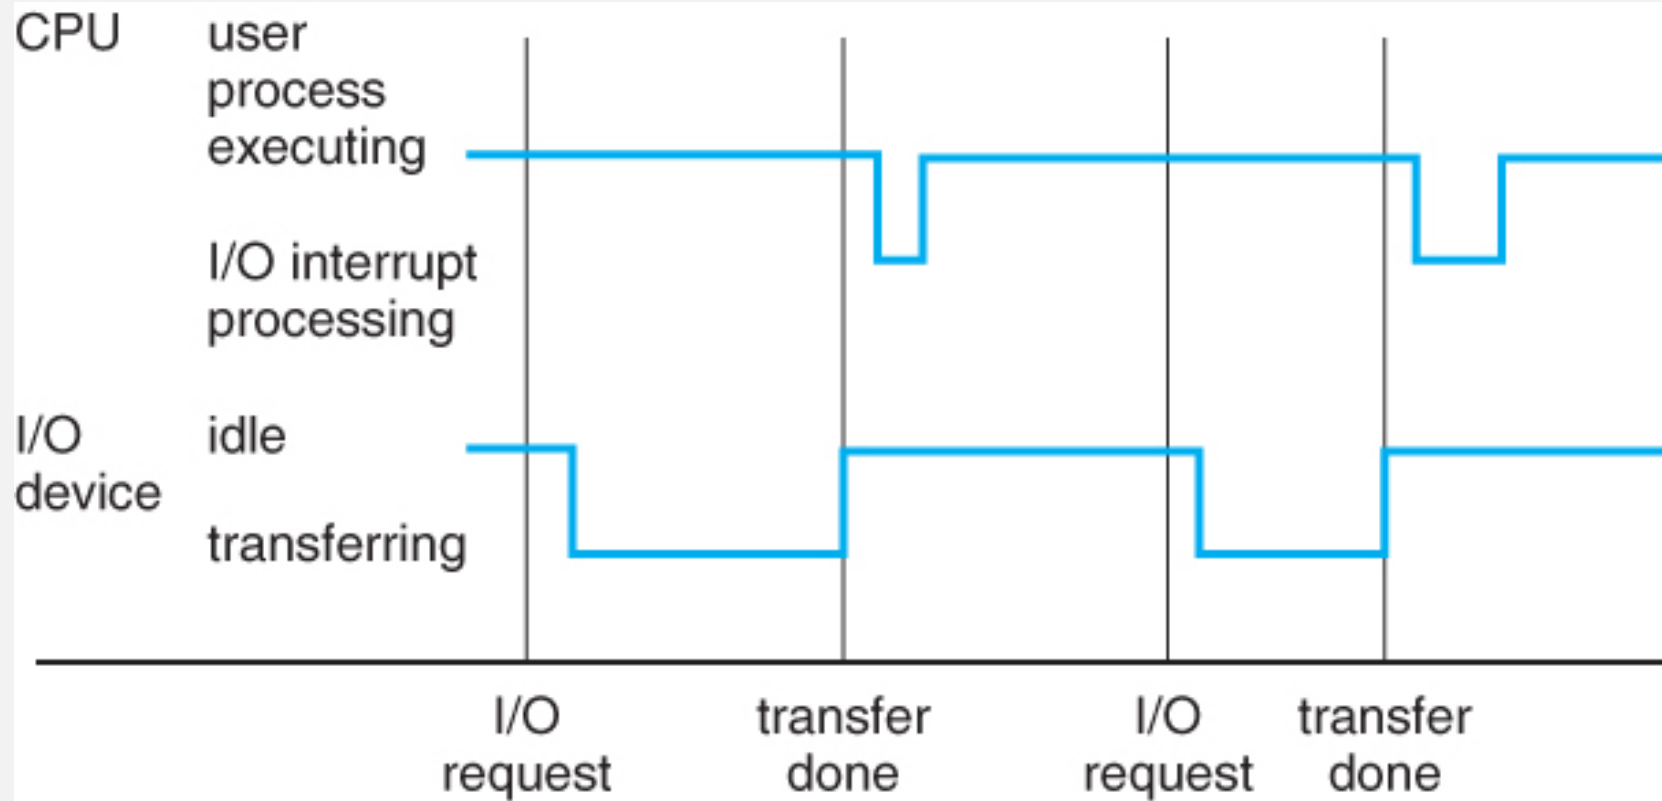 CPU
user
process
executing
I/O interrupt
processing
I/O
device
idle
transferring
I/O
request
transfer
done
I/O
request
transfer
done